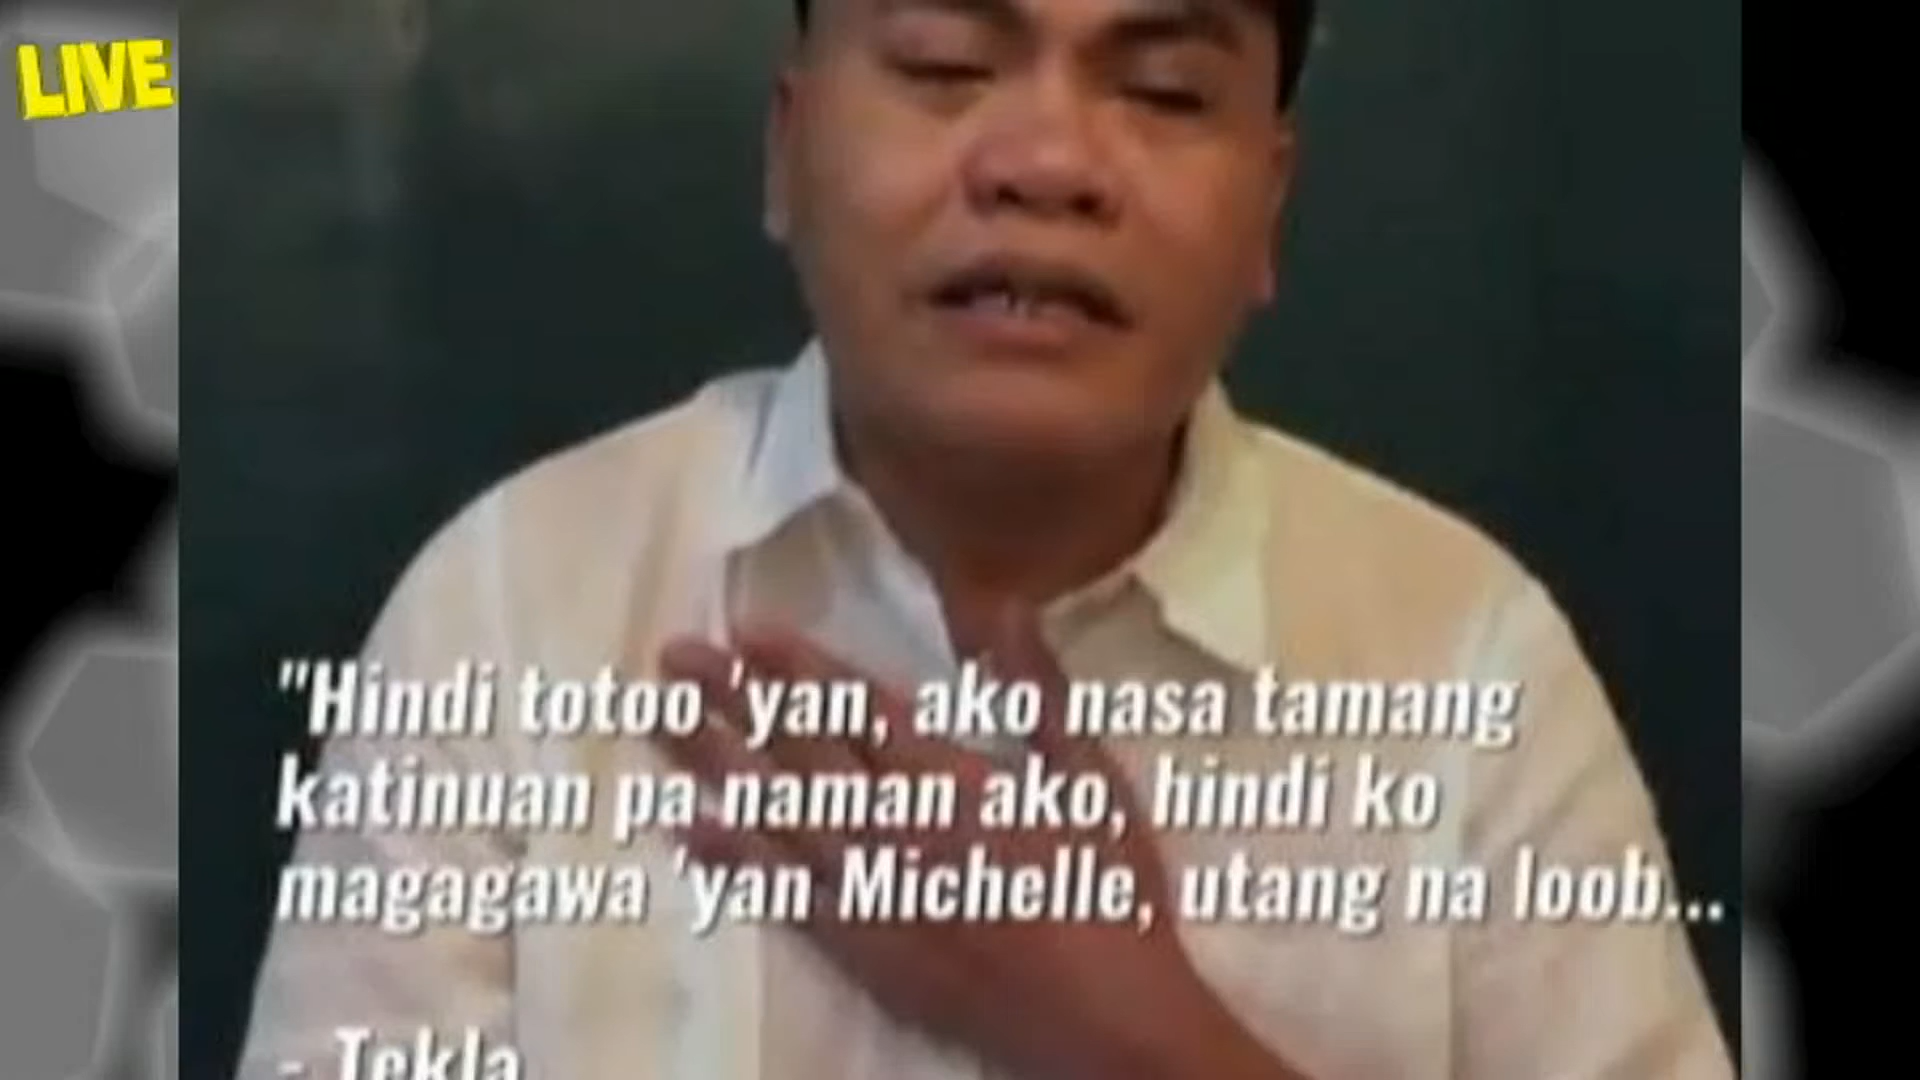 LIVE
"Hindi totoo 'yan, ako nasa tamang
katinuan pa naman ako, hindi ko
magagawa 'yan Michelle, utang na loob...
- Tekla